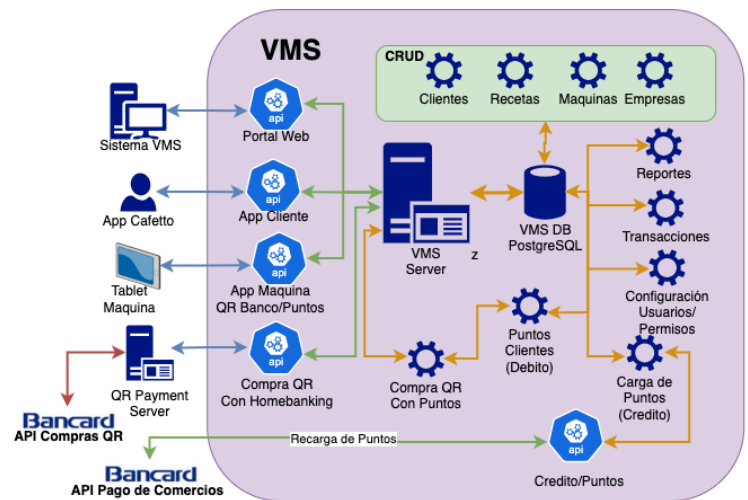 VMS
CRUD
Clientes
Recetas
Maquinas
Empresas
Sistema VMS
api
Portal Web
Reportes
App Cafetto
api
App Cliente
VMS
Server
z
VMS DB
PostgreSQL
Transacciones
Tablet
Maquina
api
App Maquina
QR Banco/Puntos
Configuración
Usuarios/
Permisos
QR Payment
Server
api
Compra QR
Con Homebanking
Compra QR
Con Puntos
Puntos
Clientes
(Debito)
Carga de
Puntos
(Credito)
Bancard
API Compras QR
Recarga de Puntos
api
Credito/Puntos
Bancard
API Pago de Comercios